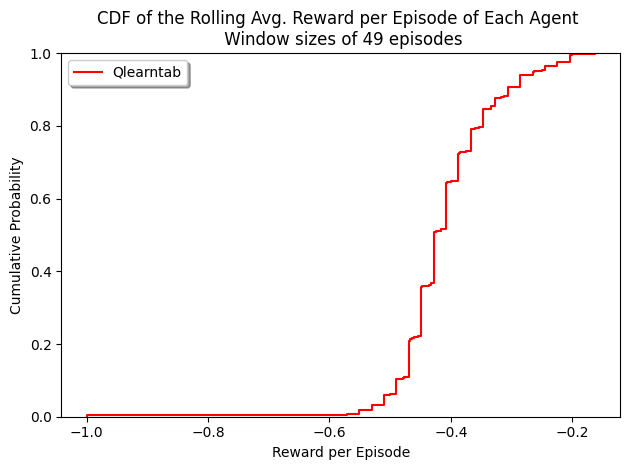 CDF of the Rolling Avg. Reward per Episode of Each Agent
Window sizes of 49 episodes
Qlearntab
Cumulative Probability
1.0
0.8
0.6
0.4
0.2
0.0
−1.0 −0.8 −0.6 −0.4 −0.2
Reward per Episode